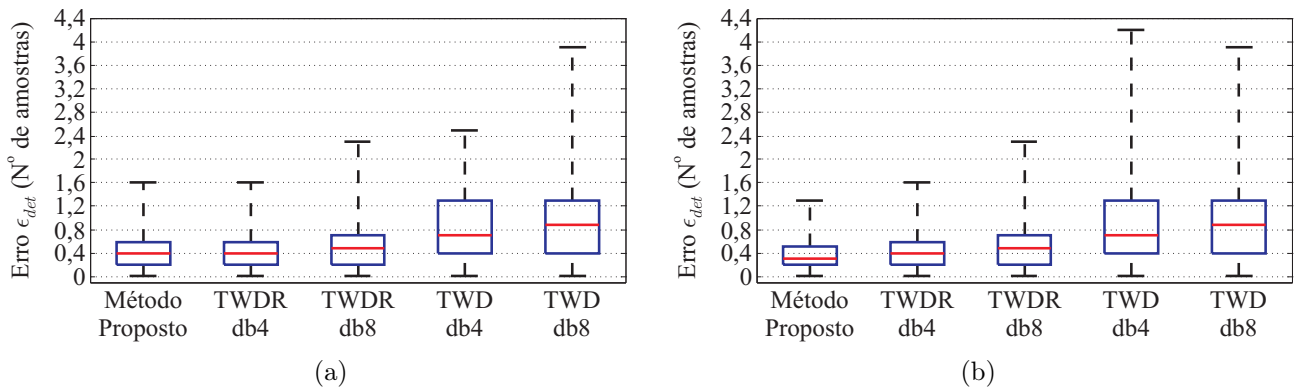 4,4
4
3,6
3,2
2,8
2,4
2
1,6
1,2
0,8
0,4
0
Erro ϵdet (Nº de amostras)
Método Proposto
TWDR db4
TWDR db8
TWD db4
TWD db8
(a)
4,4
4
3,6
3,2
2,8
2,4
2
1,6
1,2
0,8
0,4
0
Erro ϵdet (Nº de amostras)
Método Proposto
TWDR db4
TWDR db8
TWD db4
TWD db8
(b)